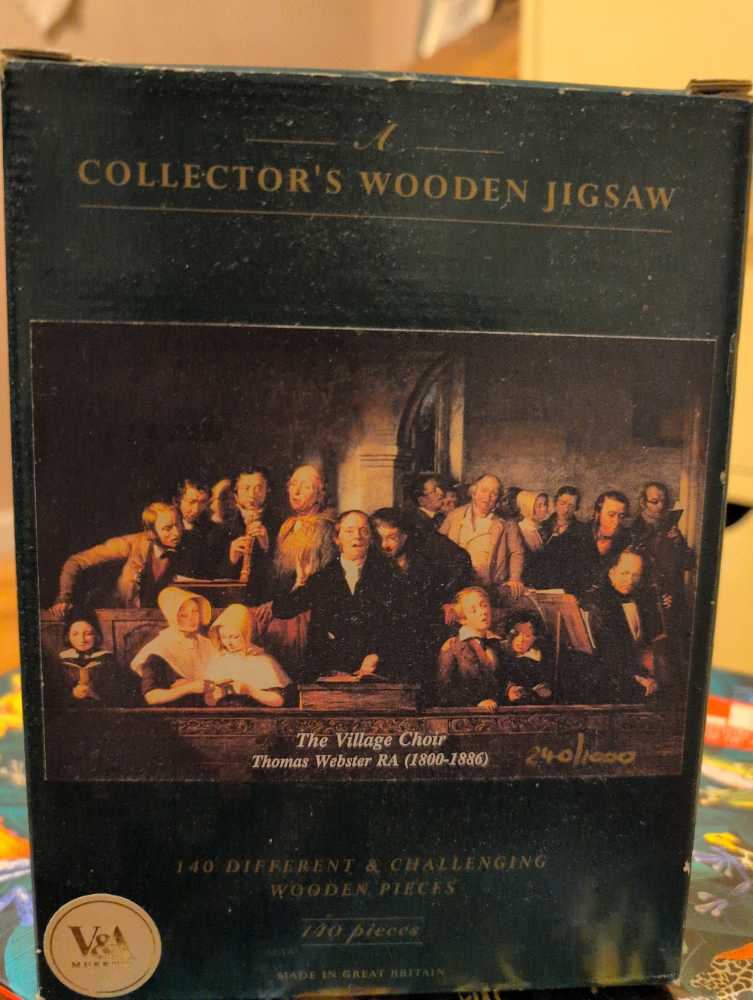 A
COLLECTOR'S WOODEN JIGSAW
The Village Choir
Thomas Webster RA (1800-1886)
240/1000
140 DIFFERENT & CHALLENGING
WOODEN PIECES
140 pieces
MADE IN GREAT BRITAIN
V&A
MUSEUM